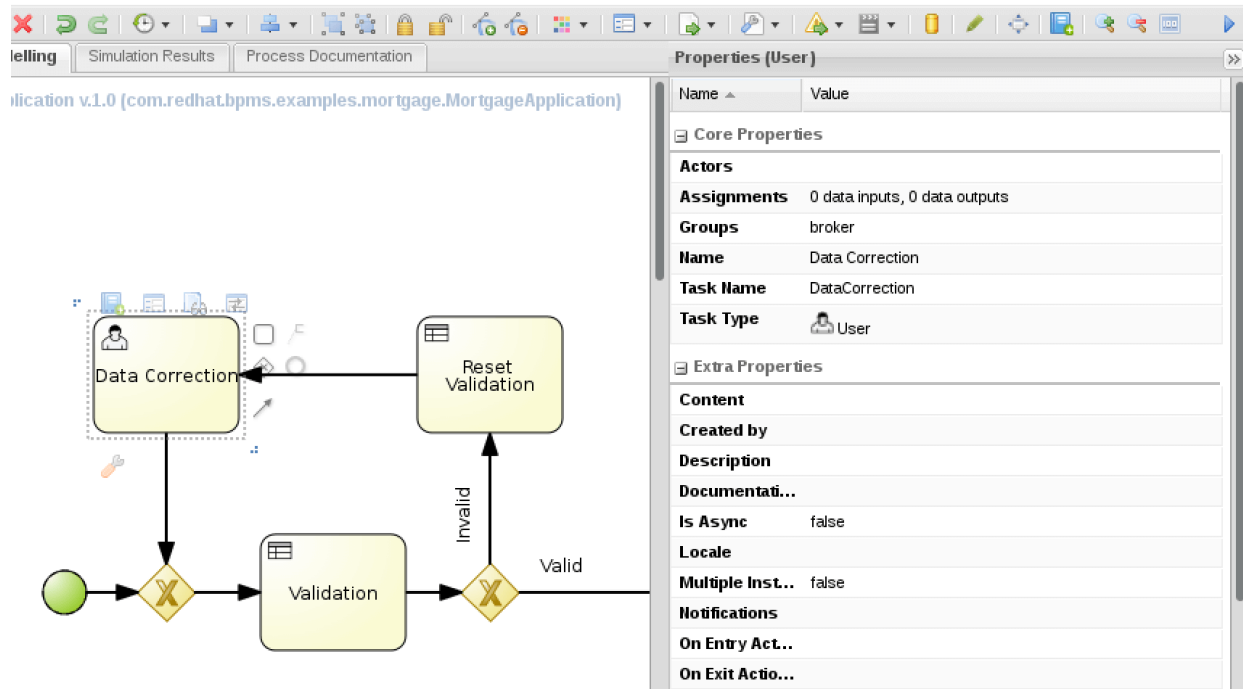 elling
Simulation Results
Process Documentation
Properties (User)
lication v.1.0 (com.redhat.bpms.examples.mortgage.MortgageApplication)
Name
Value
Core Properties
Actors
Assignments 0 data inputs, 0 data outputs
Groups broker
Name Data Correction
Task Name DataCorrection
Task Type User
Extra Properties
Content
Created by
Description
Documentati...
Is Async false
Locale
Multiple Inst... false
Notifications
On Entry Act...
On Exit Actio...
Data Correction
Reset
Validation
Invalid
Valid
Validation